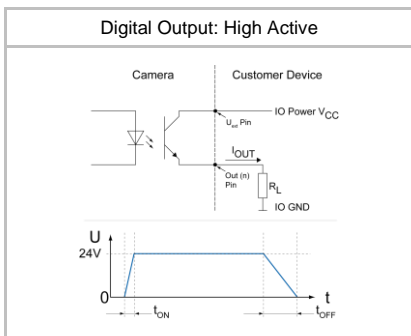 Digital Output: High Active
Camera
Customer Device
IO Power VCC
Uext Pin
IOUT
Out (n)
Pin
RL
IO GND
U
24V
0
t
tON
tOFF